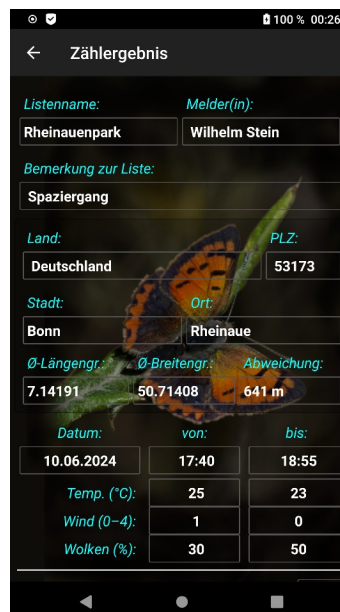 100 % 00:26
Zählergebnis
Listenname: Melder(in):
Rheinauenpark Wilhelm Stein
Bemerkung zur Liste:
Spaziergang
Land: PLZ:
Deutschland 53173
Stadt: Ort:
Bonn Rheinaue
Ø-Längengr.: Ø-Breitengr.: Abweichung:
7.14191 50.71408 641 m
Datum: von: bis:
10.06.2024 17:40 18:55
Temp. (°C): 25 23
Wind (0–4): 1 0
Wolken (%): 30 50